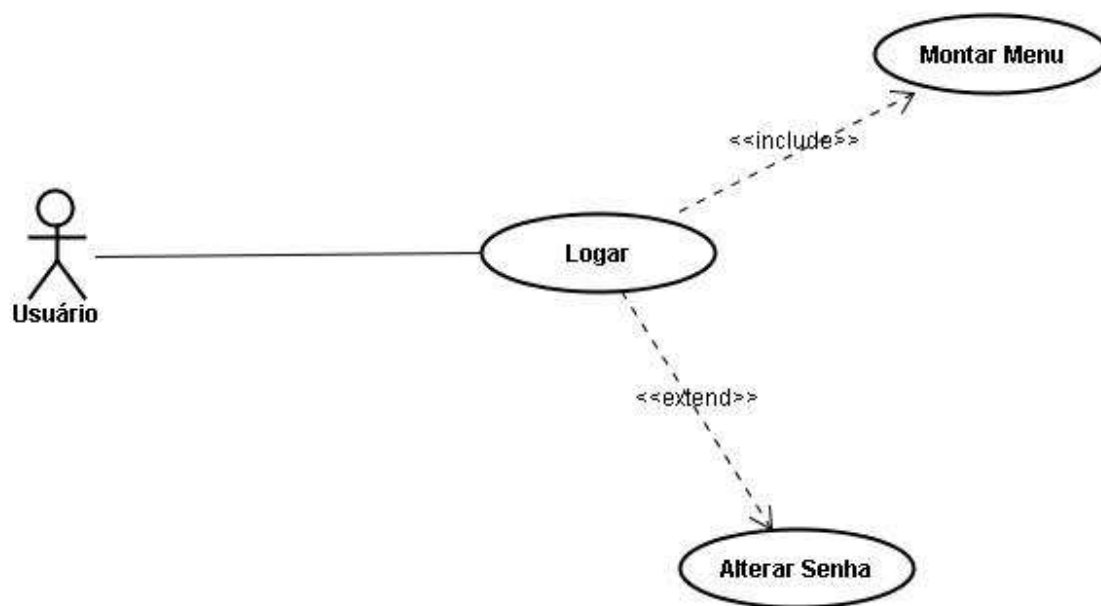 Montar Menu
<<include>>
Logar
Usuário
<<extend>>
Alterar Senha